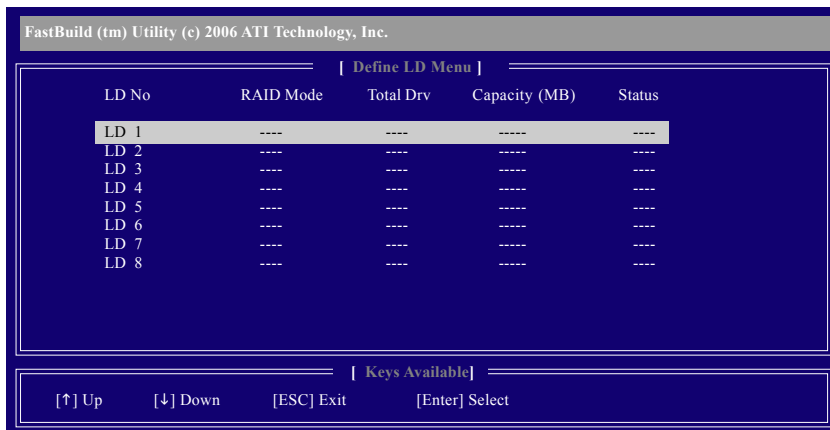 FastBuild (tm) Utility (c) 2006 ATI Technology, Inc.
[ Define LD Menu ]
LD No RAID Mode Total Drv Capacity (MB) Status
LD 1 ---- ---- ----- ----
LD 2 ---- ---- ----- ----
LD 3 ---- ---- ----- ----
LD 4 ---- ---- ----- ----
LD 5 ---- ---- ----- ----
LD 6 ---- ---- ----- ----
LD 7 ---- ---- ----- ----
LD 8 ---- ---- ----- ----
[ Keys Available]
[↑] Up [↓] Down [ESC] Exit [Enter] Select